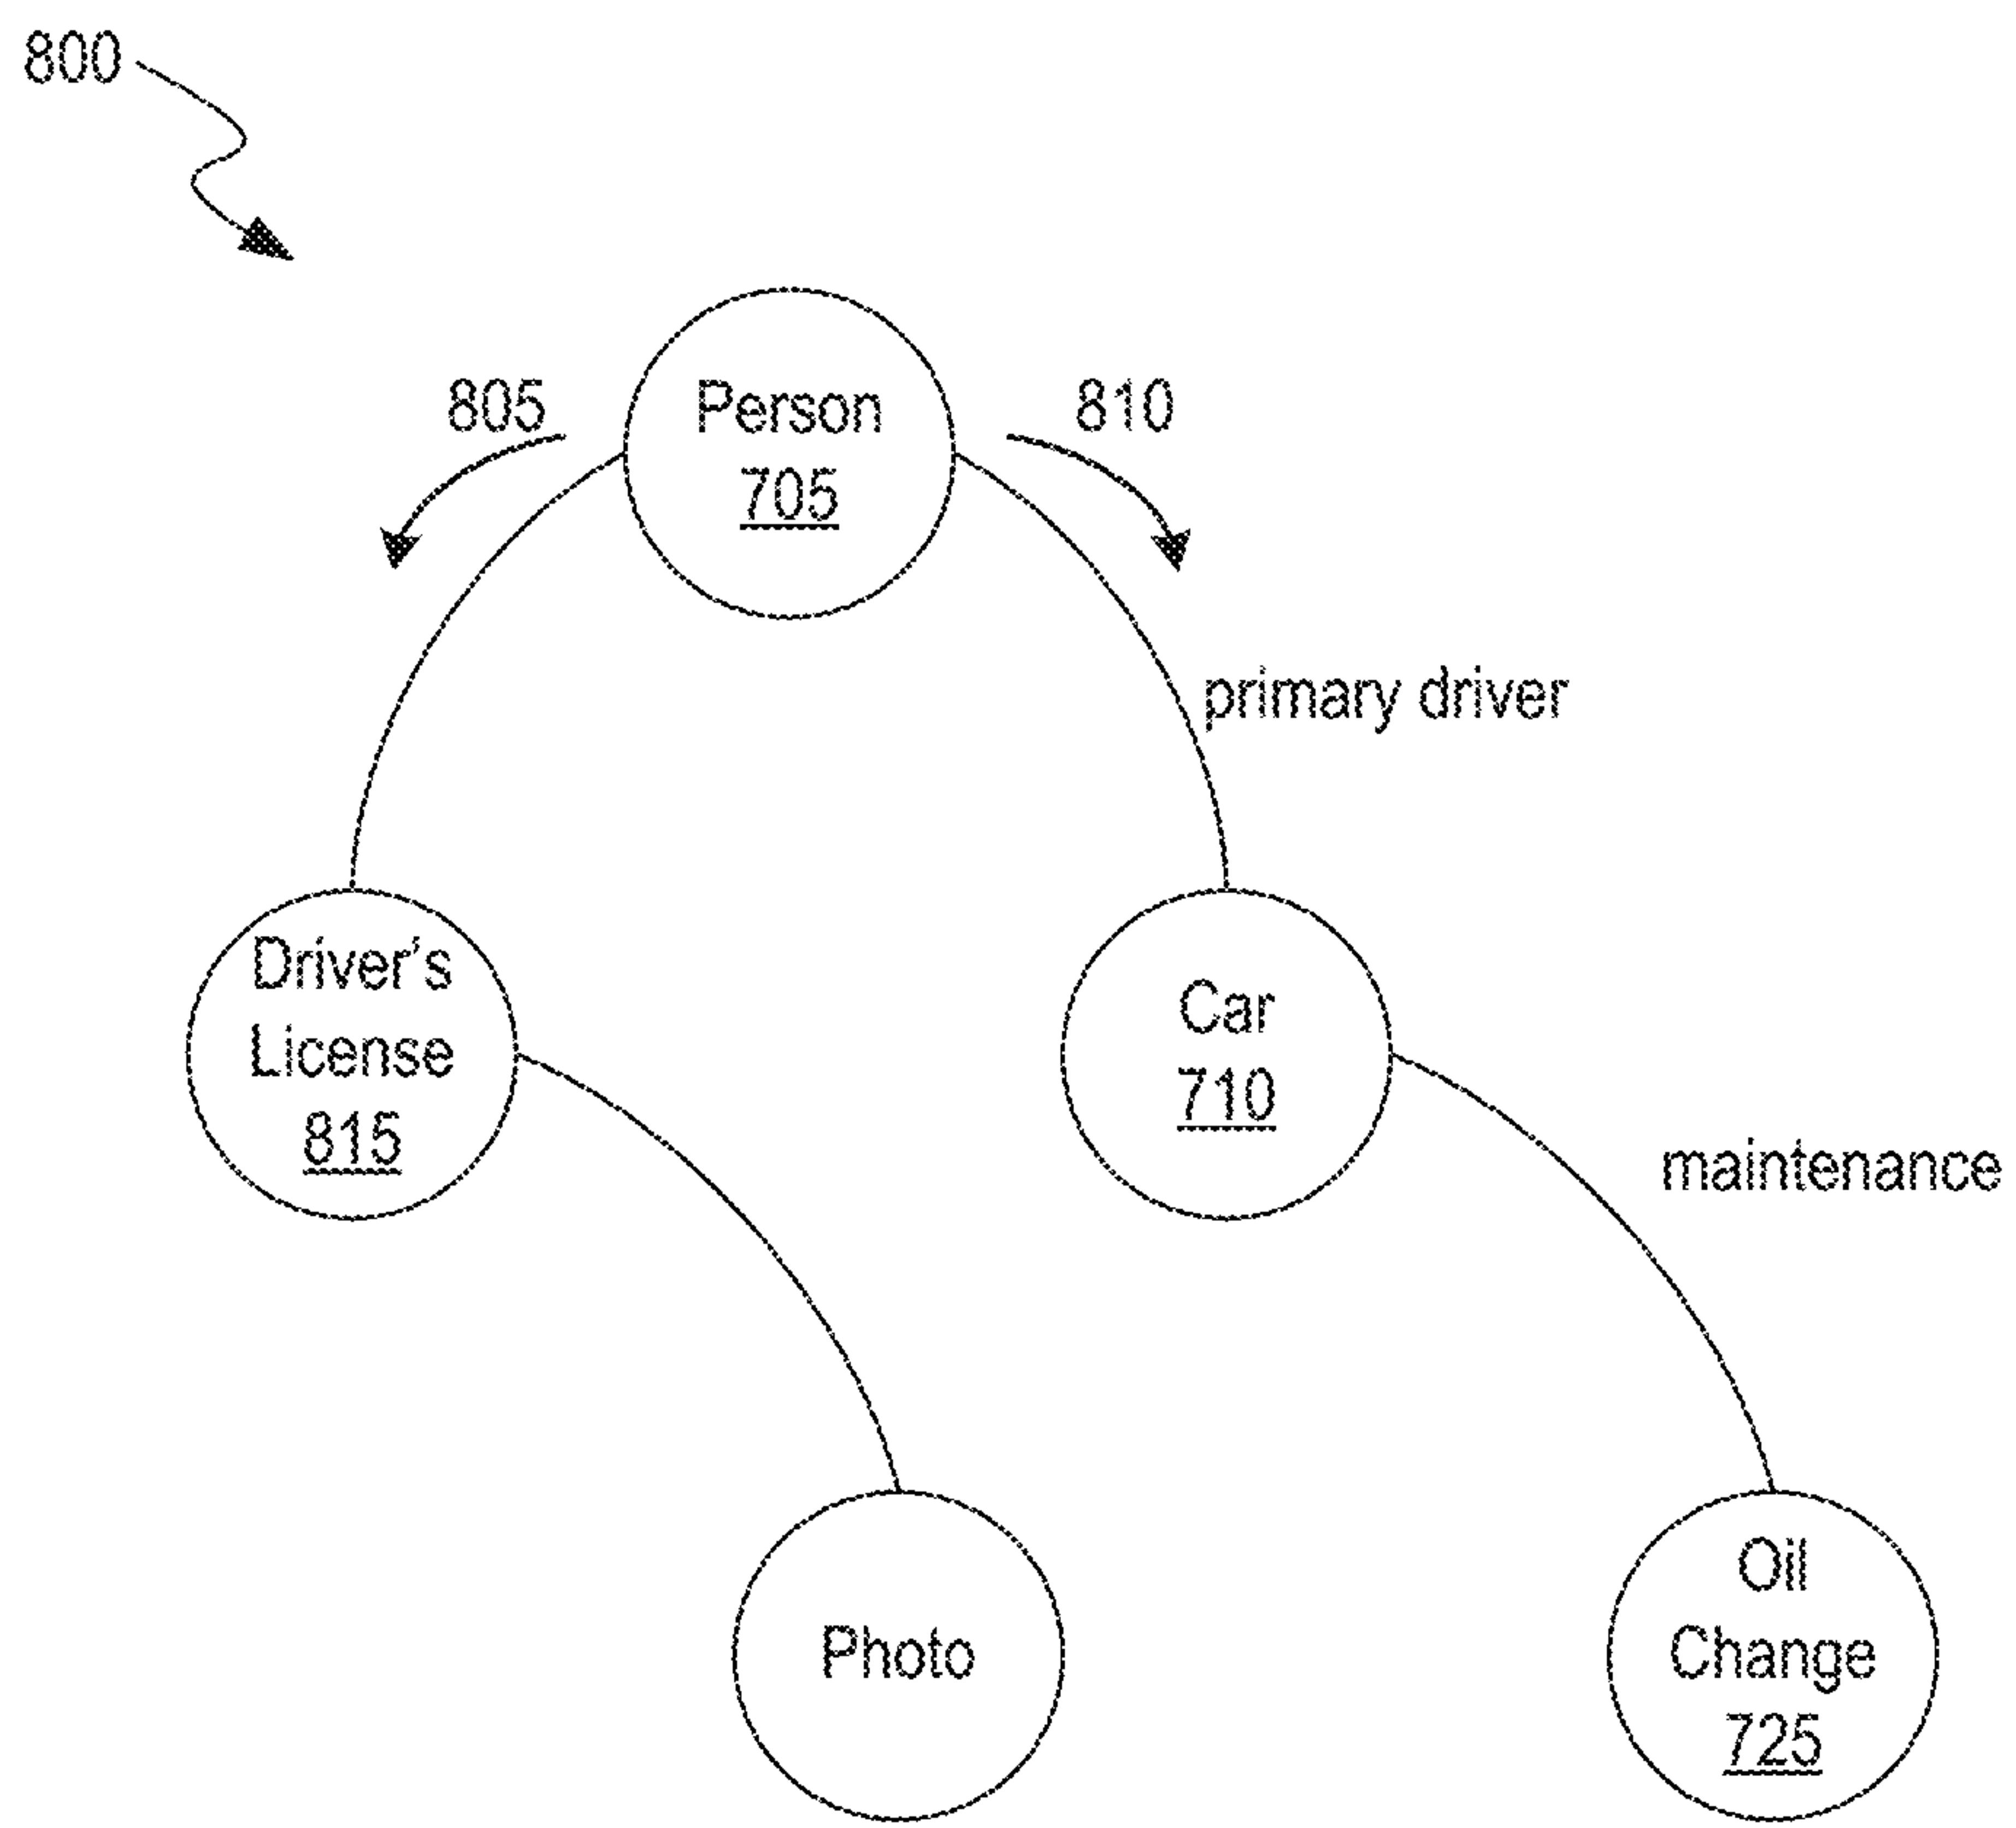 800
805
Person
705
810
primary driver
Driver's
License
815
Car
710
maintenance
Photo
Oil
Change
725